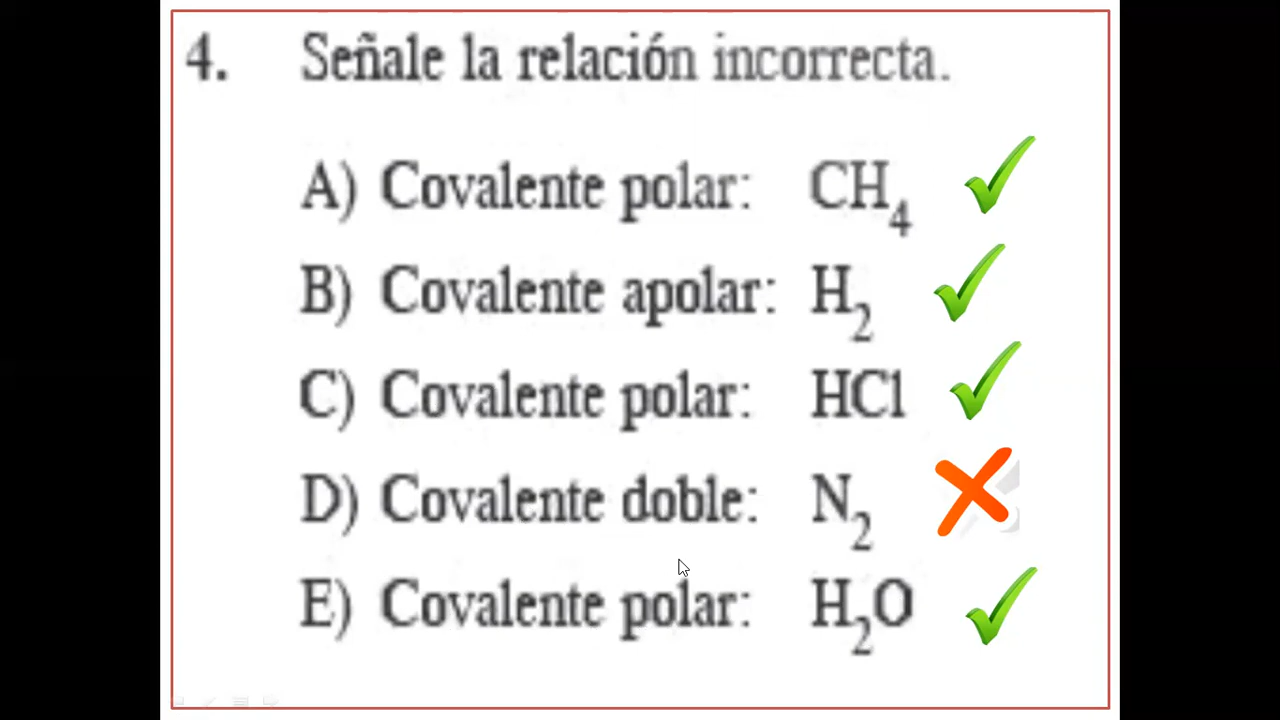 4. Señale la relación incorrecta.
A) Covalente polar: CH₄
B) Covalente apolar: H₂
C) Covalente polar: HCl
D) Covalente doble: N₂
E) Covalente polar: H₂O